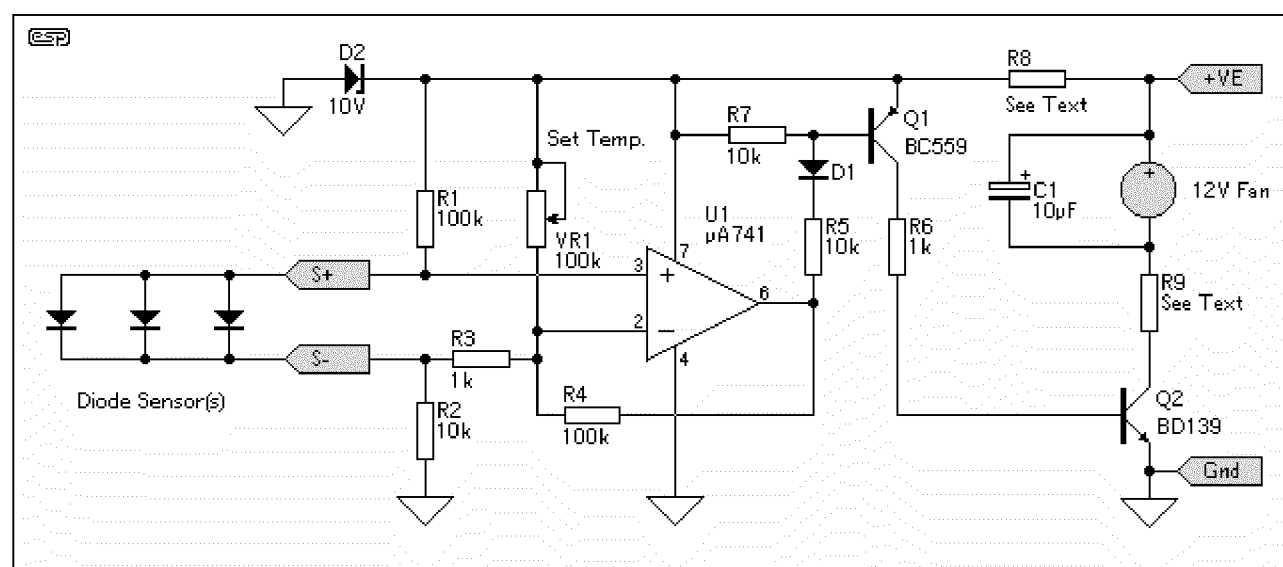 esp
D2
10V
R8
See Text
+VE
Set Temp.
R7
10k
Q1
BC559
D1
C1
10µF
+
+
12V Fan
R1
100k
VR1
100k
U1
µA741
R5
10k
R6
1k
S+
3
+
7
6
R9
See Text
2
−
4
S-
R3
1k
Diode Sensor(s)
R2
10k
R4
100k
Q2
BD139
Gnd